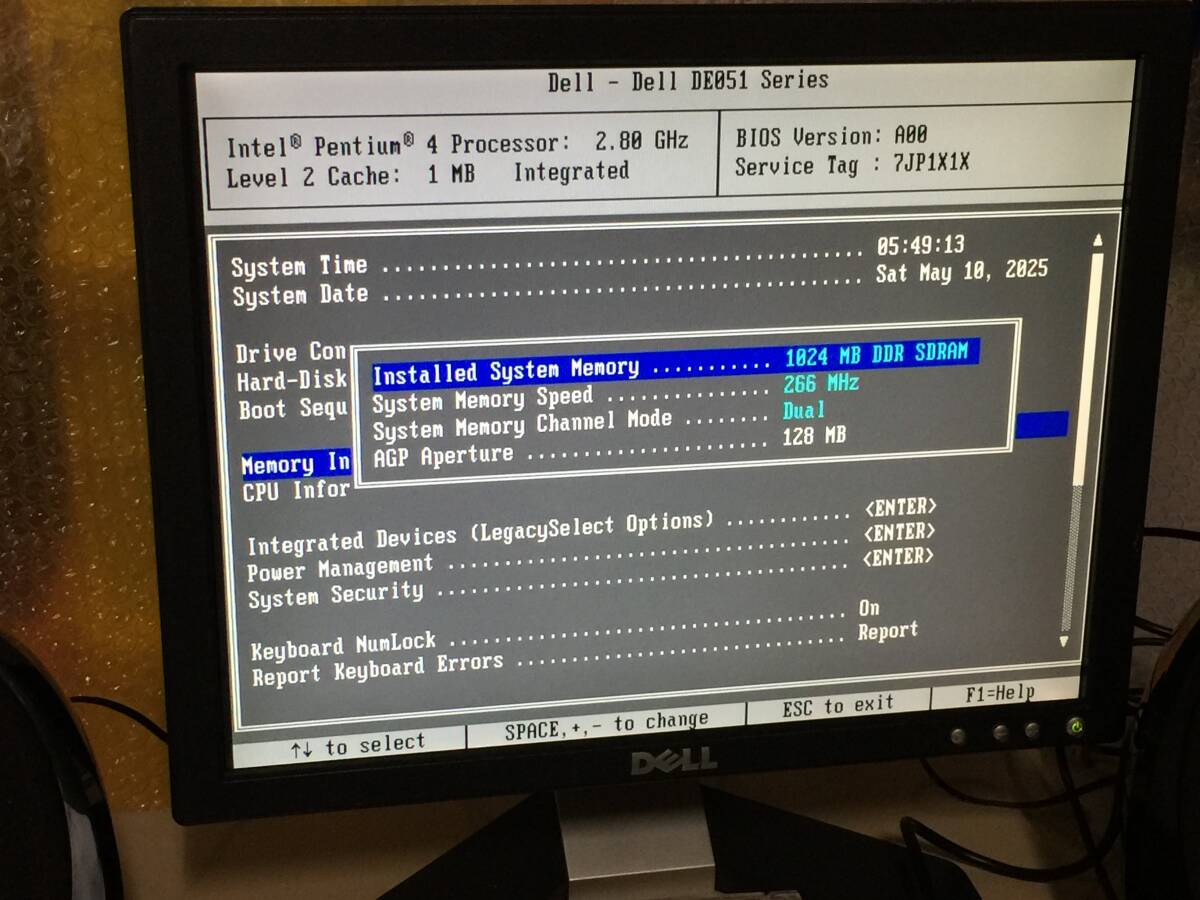 Dell - Dell DE051 Series
Intel® Pentium® 4 Processor: 2.80 GHz
Level 2 Cache: 1 MB Integrated
BIOS Version: A00
Service Tag : 7JP1X1X
System Time ........................................ 05:49:13
System Date ........................................ Sat May 10, 2025
Drive Con
Hard-Disk
Boot Sequ
Installed System Memory ........... 1024 MB DDR SDRAM
System Memory Speed ............... 266 MHz
System Memory Channel Mode ........ Dual
AGP Aperture ...................... 128 MB
Memory In
CPU Infor
Integrated Devices (LegacySelect Options) ............ <ENTER>
Power Management ..................................... <ENTER>
System Security ...................................... <ENTER>
Keyboard NumLock ..................................... On
Report Keyboard Errors ............................... Report
↑↓ to select
SPACE,+,- to change
ESC to exit
F1=Help
DELL